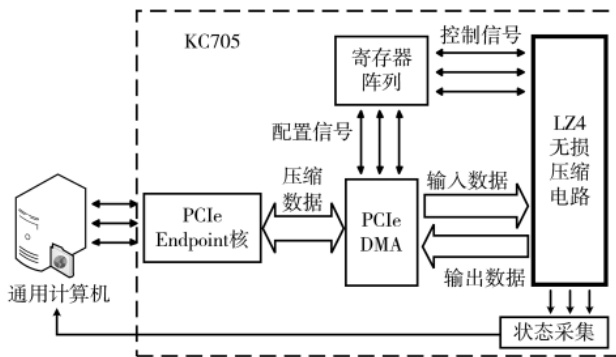 KC705
寄存器
阵列
控制信号
LZ4
无损
压缩
电路
配置信号
压缩
数据
输入数据
PCIe
Endpoint核
PCIe
DMA
输出数据
通用计算机
状态采集